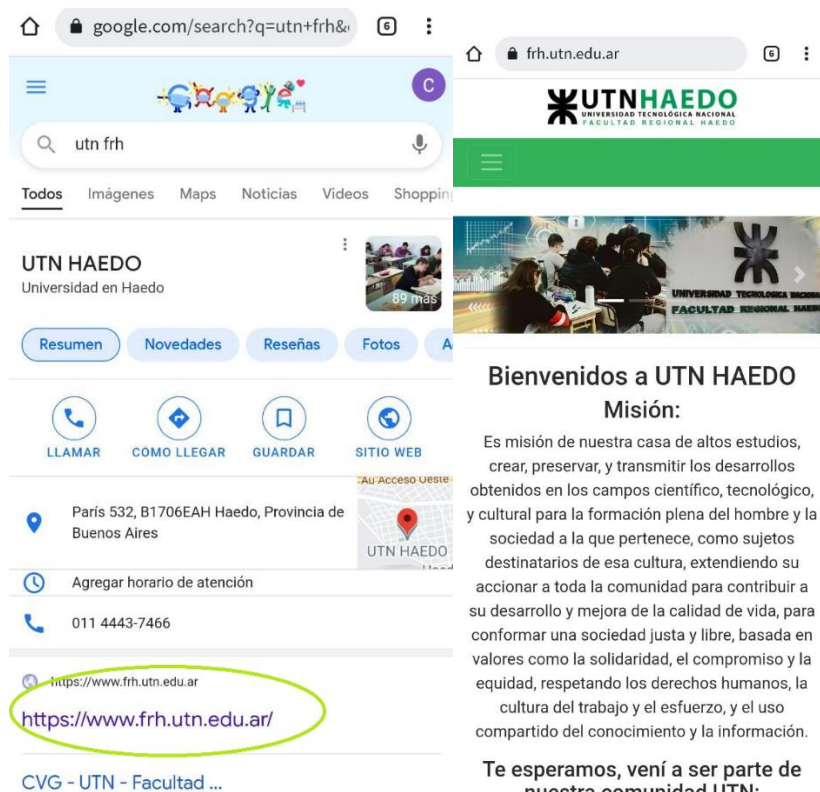 google.com/search?q=utn+frh&
6
Google
C
utn frh
Todos Imágenes Maps Noticias Videos Shopping
UTN HAEDO
Universidad en Haedo
89 más
Resumen Novedades Reseñas Fotos
LLAMAR CÓMO LLEGAR GUARDAR SITIO WEB
París 532, B1706EAH Haedo, Provincia de
Buenos Aires
Au Acceso Oeste
UTN HAEDO
Agregar horario de atención
011 4443-7466
https://www.frh.utn.edu.ar
https://www.frh.utn.edu.ar/
CVG - UTN - Facultad ...
frh.utn.edu.ar
6
UTNHAEDO
UNIVERSIDAD TECNOLÓGICA NACIONAL
FACULTAD REGIONAL HAEDO
UNIVERSIDAD TECNOLOGICA NACIONAL
FACULTAD REGIONAL HAEDO
Bienvenidos a UTN HAEDO
Misión:
Es misión de nuestra casa de altos estudios,
crear, preservar, y transmitir los desarrollos
obtenidos en los campos científico, tecnológico,
y cultural para la formación plena del hombre y la
sociedad a la que pertenece, como sujetos
destinatarios de esa cultura, extendiendo su
accionar a toda la comunidad para contribuir a
su desarrollo y mejora de la calidad de vida, para
conformar una sociedad justa y libre, basada en
valores como la solidaridad, el compromiso y la
equidad, respetando los derechos humanos, la
cultura del trabajo y el esfuerzo, y el uso
compartido del conocimiento y la información.
Te esperamos, vení a ser parte de
nuestra comunidad UTN: